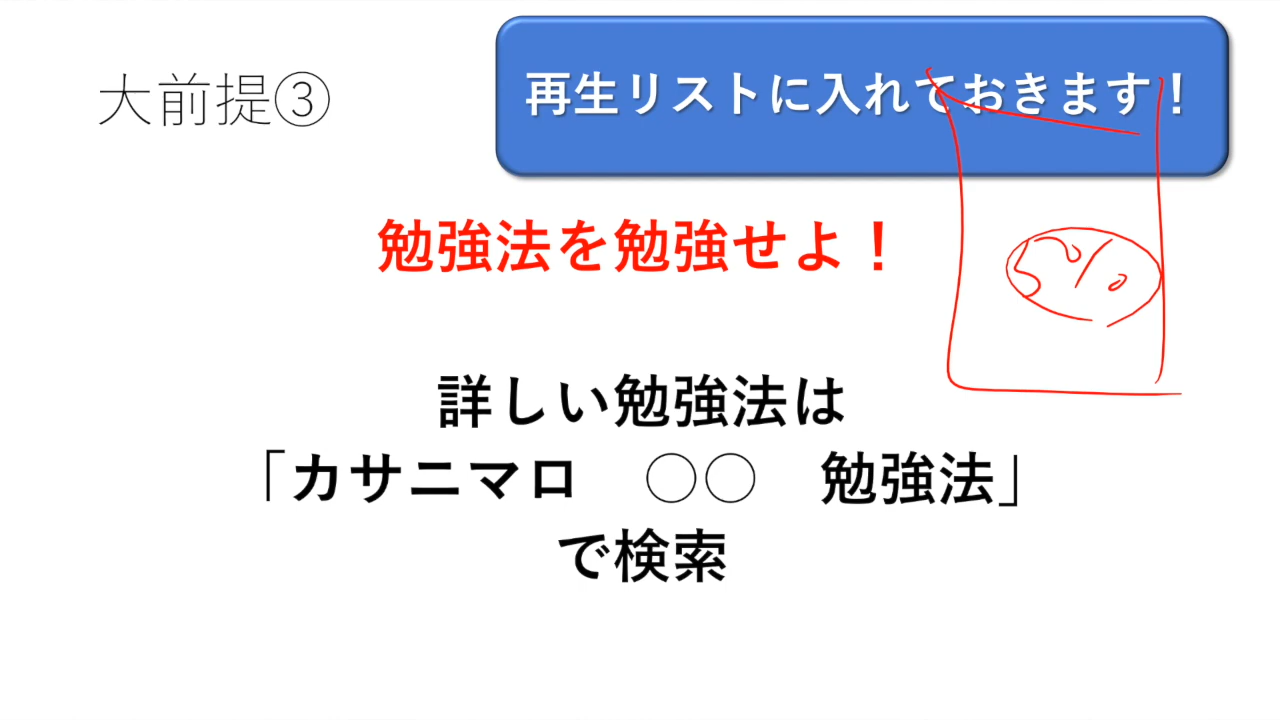 大前提③
再生リストに入れておきます！
勉強法を勉強せよ！
5%
詳しい勉強法は
「カサニマロ　○○　勉強法」
で検索